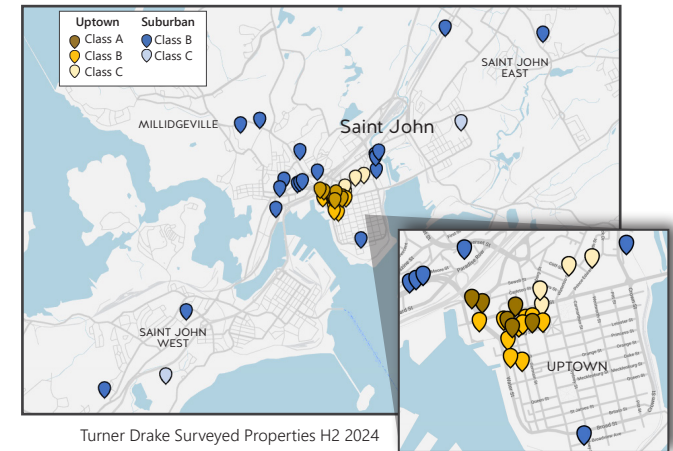 Uptown Suburban
Class A Class B
Class B Class C
Class C
SAINT JOHN
EAST
MILLIDGEVILLE
Saint John
SAINT JOHN
WEST
UPTOWN
Turner Drake Surveyed Properties H2 2024